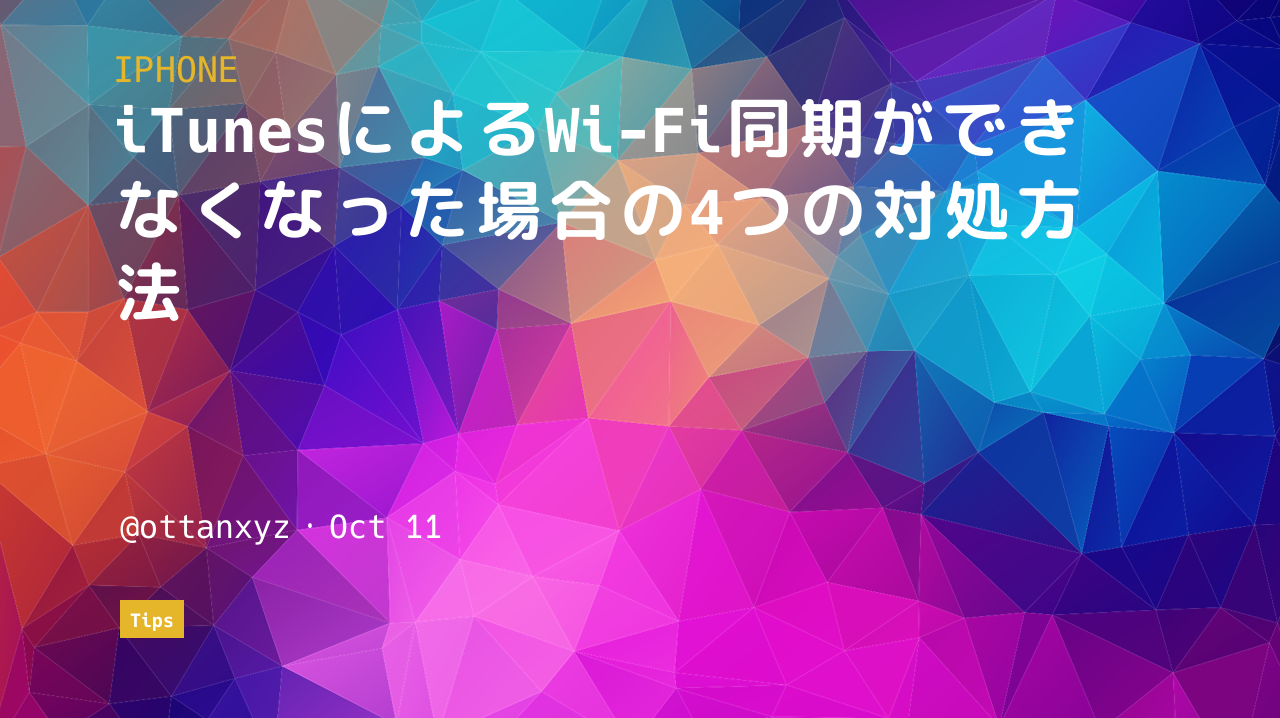 IPHONE
iTunesによるWi-Fi同期ができ
なくなった場合の4つの対処方
法
@ottanxyz · Oct 11
Tips